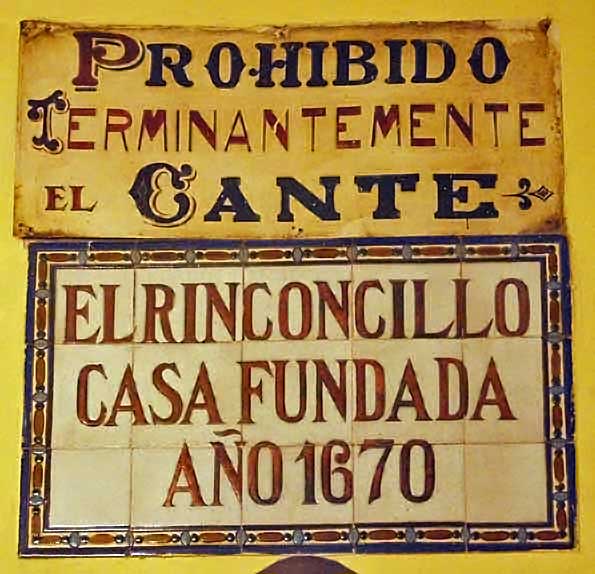 PROHIBIDO
TERMINANTEMENTE
EL CANTE
EL RINCONCILLO
CASA FUNDADA
AÑO 1670